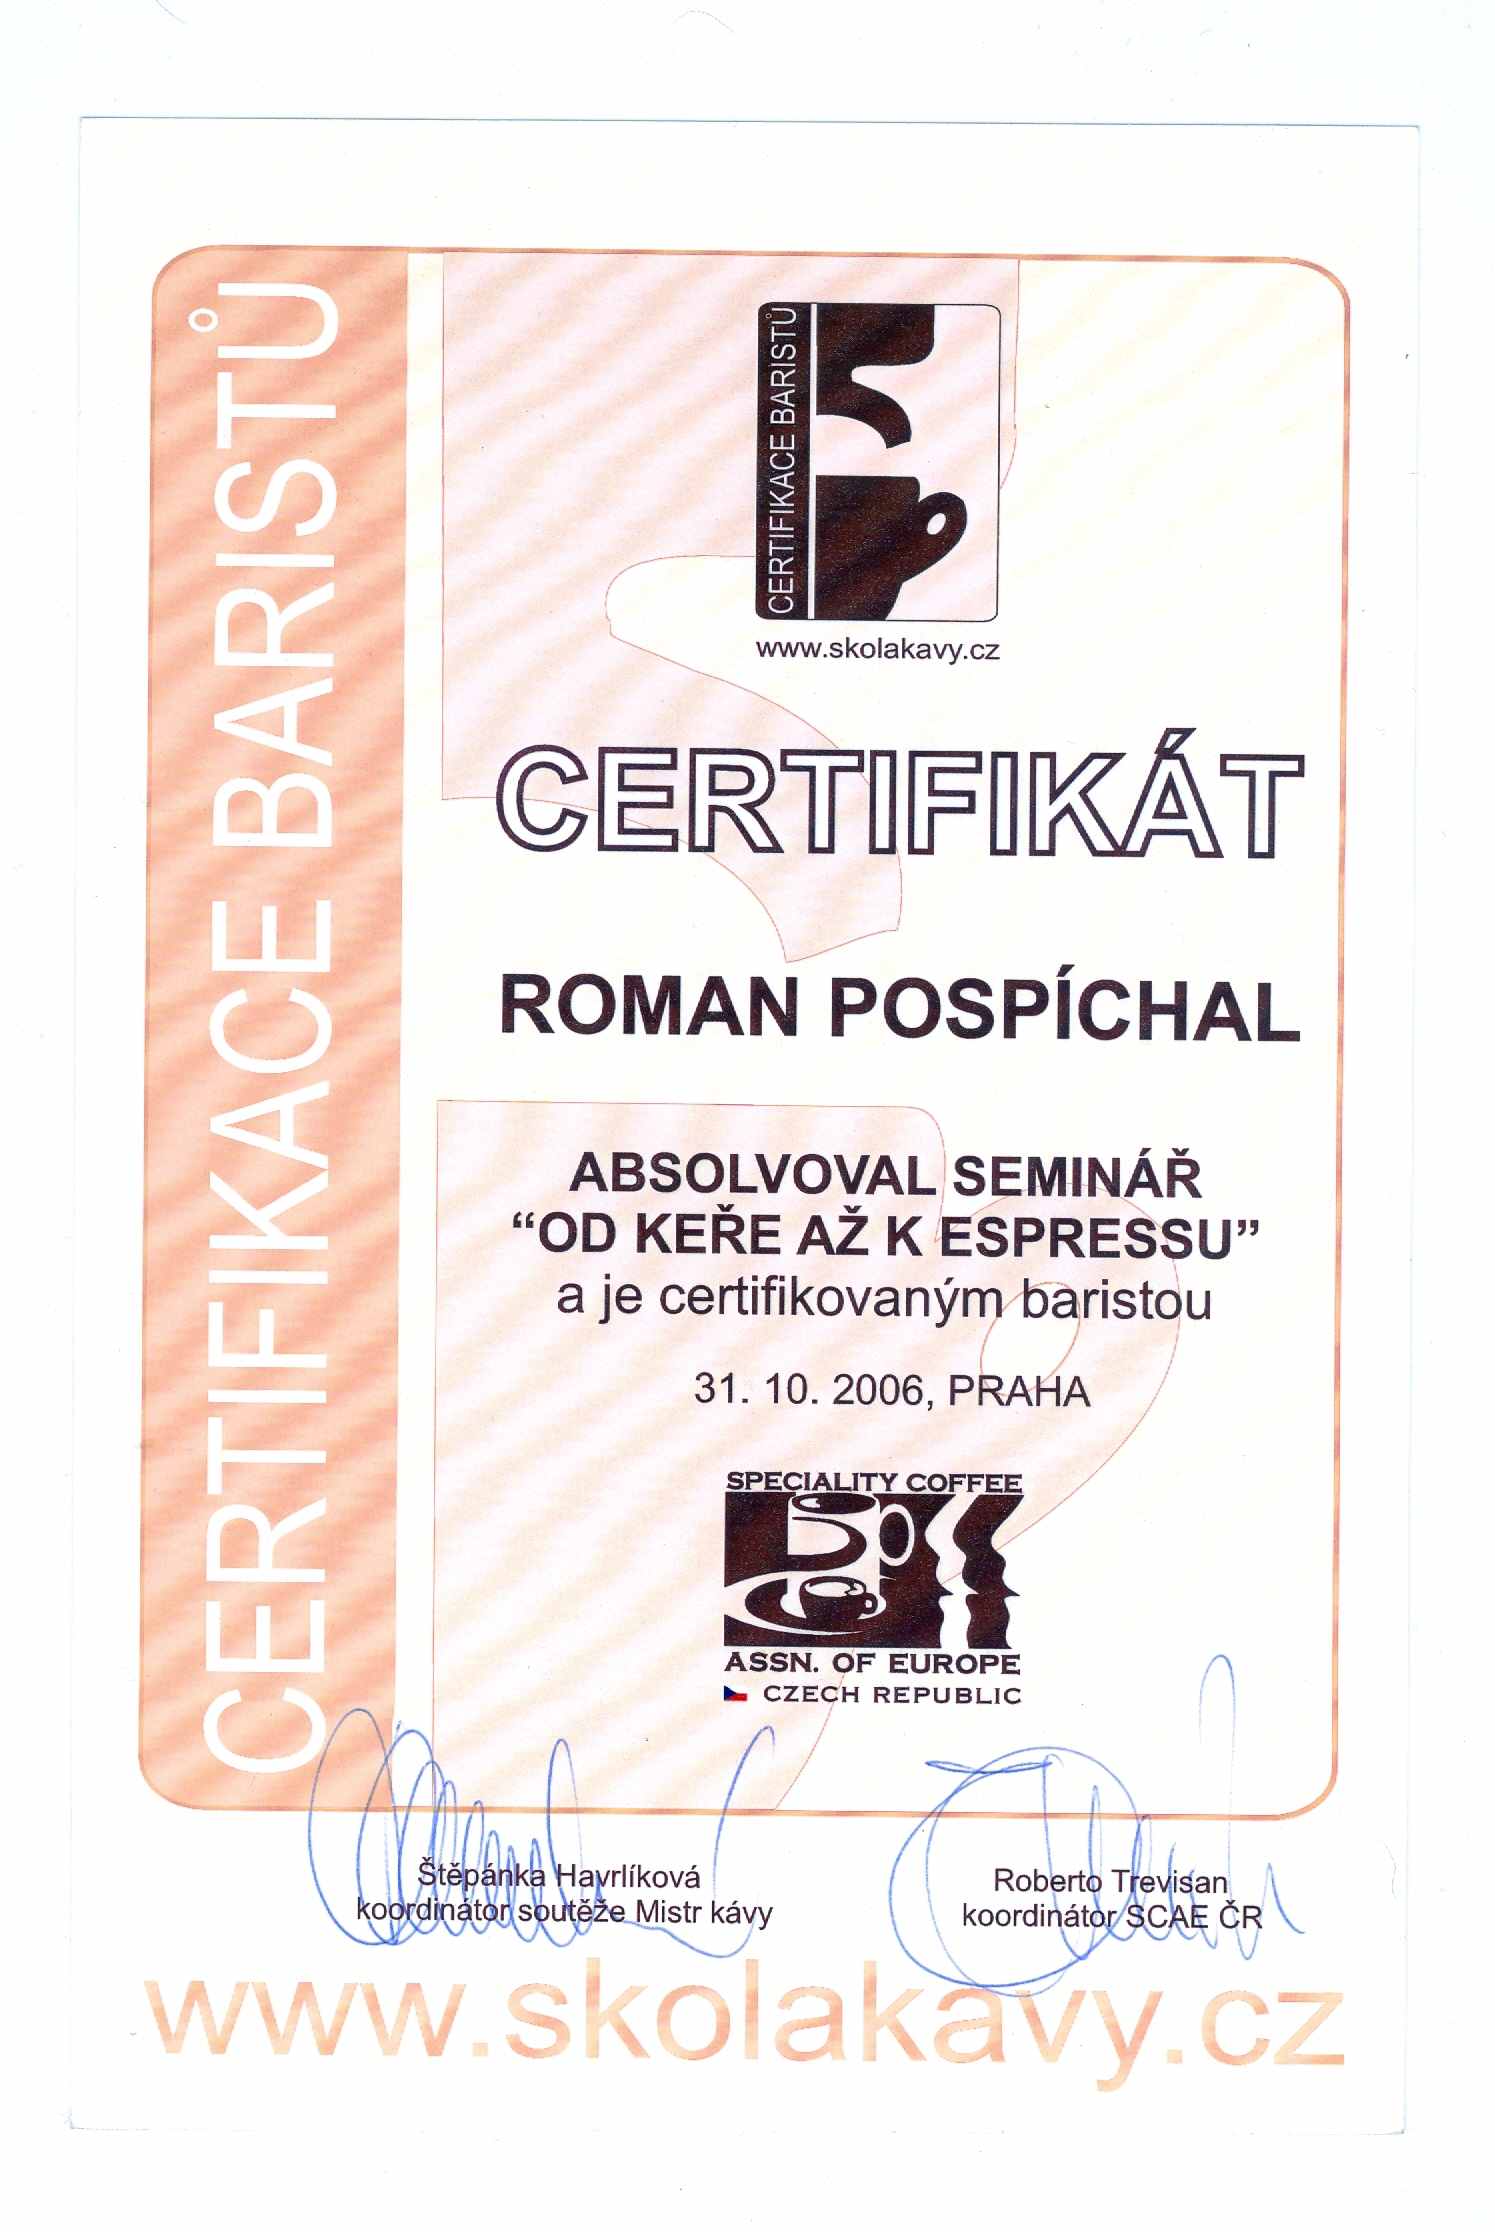 CERTIFIKACE BARISTŮ
CERTIFIKACE BARISTŮ
www.skolakavy.cz
CERTIFIKÁT
ROMAN POSPÍCHAL
ABSOLVOVAL SEMINÁŘ
“OD KEŘE AŽ K ESPRESSU”
a je certifikovaným baristou
31. 10. 2006, PRAHA
SPECIALITY COFFEE
ASSN. OF EUROPE
CZECH REPUBLIC
Štěpánka Havrlíková
koordinátor soutěže Mistr kávy
Roberto Trevisan
koordinátor SCAE ČR
www.skolakavy.cz